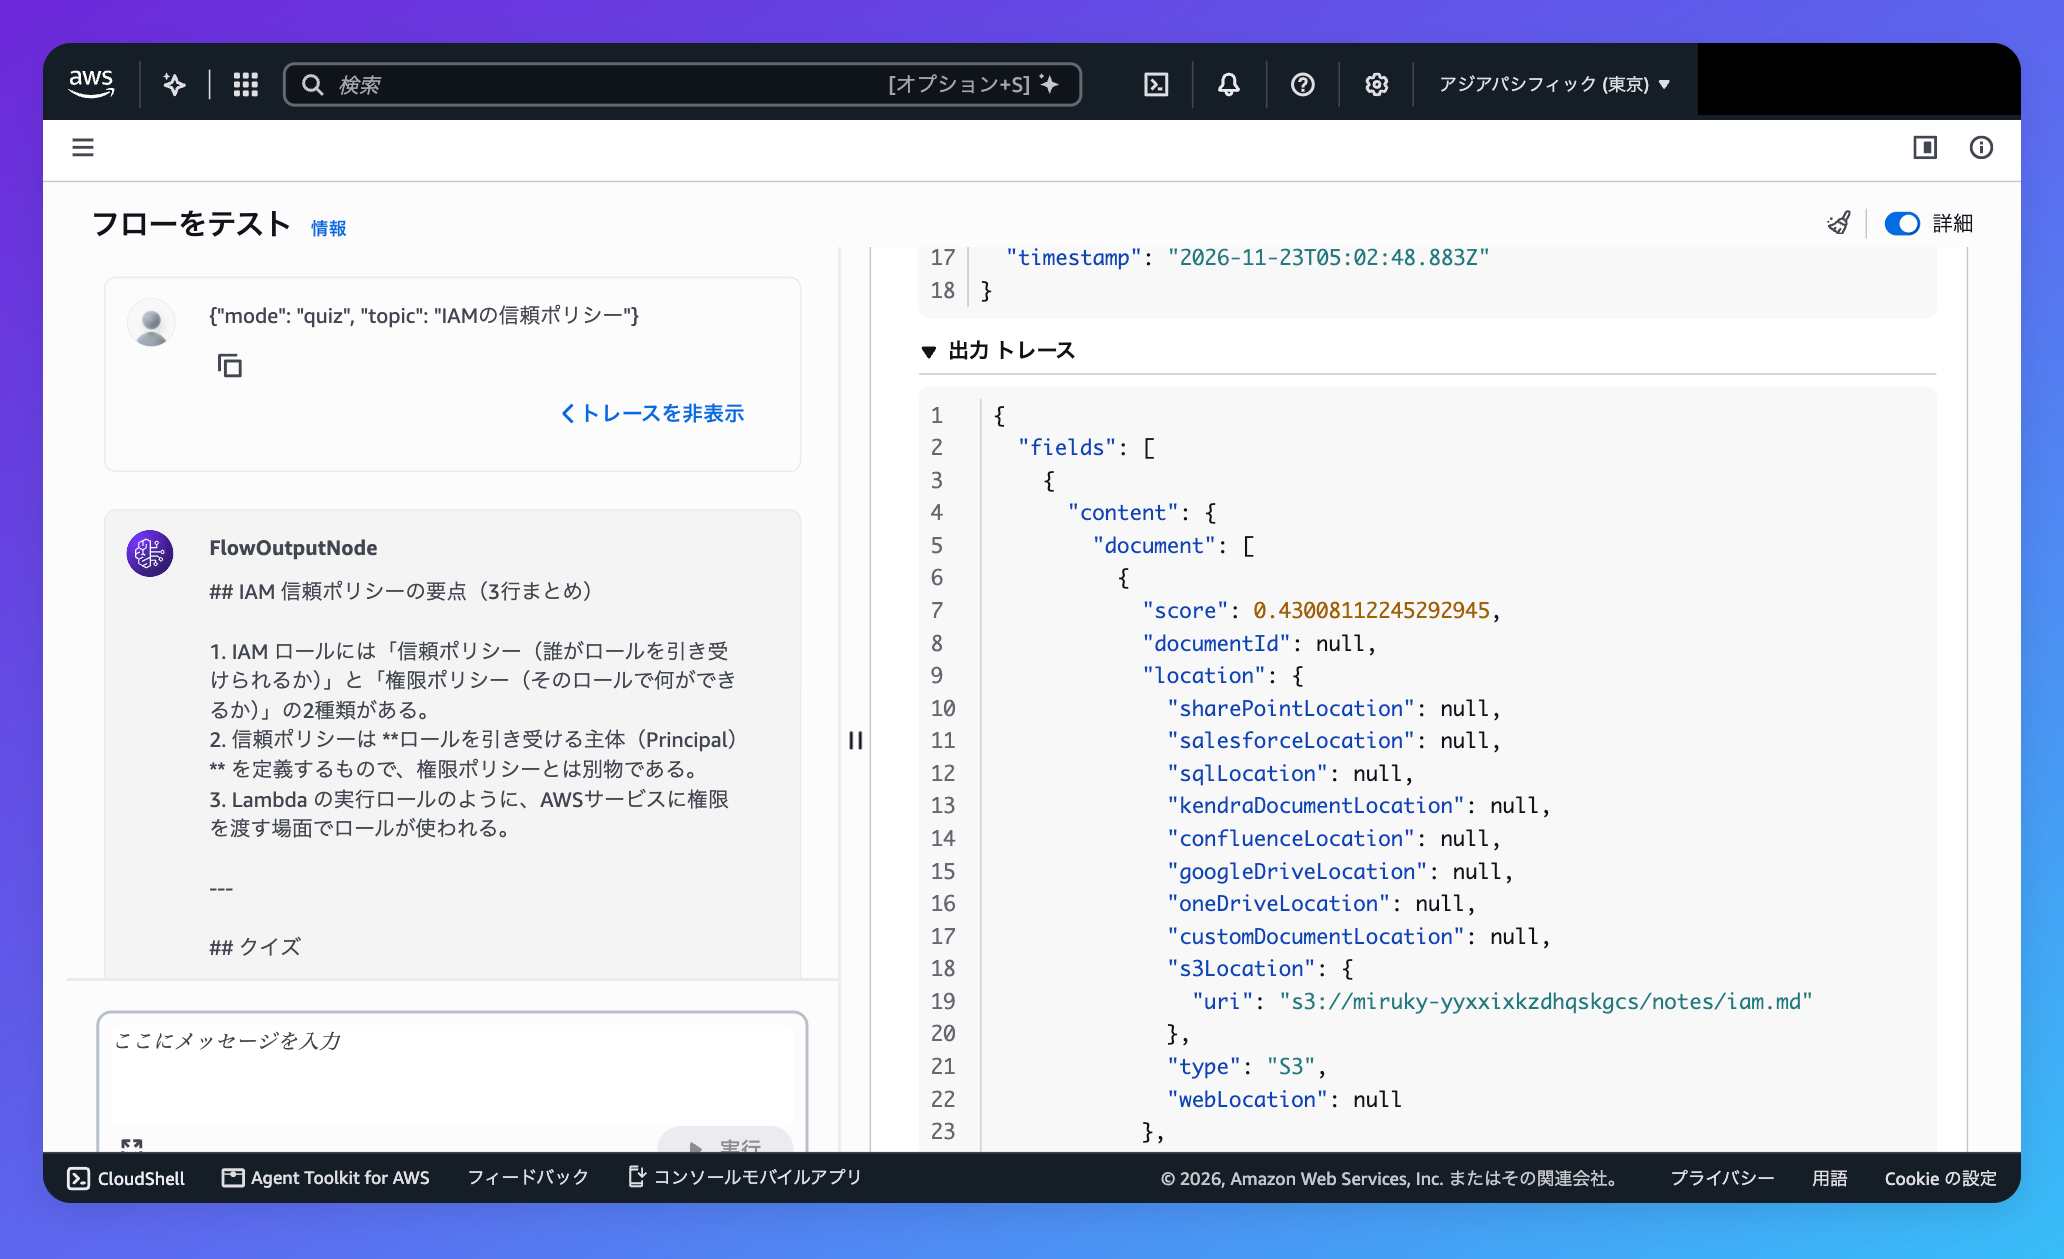 aws
検索
[オプション+S]
アジアパシフィック (東京) ▼
フローをテスト 情報
詳細
{"mode": "quiz", "topic": "IAMの信頼ポリシー"}
トレースを非表示
FlowOutputNode
## IAM 信頼ポリシーの要点（3行まとめ）
1. IAM ロールには「信頼ポリシー（誰がロールを引き受
けられるか）」と「権限ポリシー（そのロールで何ができ
るか）」の2種類がある。
2. 信頼ポリシーは **ロールを引き受ける主体（Principal）
** を定義するもので、権限ポリシーとは別物である。
3. Lambda の実行ロールのように、AWSサービスに権限
を渡す場面でロールが使われる。
---
## クイズ
ここにメッセージを入力
実行
17 "timestamp": "2026-11-23T05:02:48.883Z"
18 }
▼ 出力 トレース
1 {
2 "fields": [
3 {
4 "content": {
5 "document": [
6 {
7 "score": 0.43008112245292945,
8 "documentId": null,
9 "location": {
10 "sharePointLocation": null,
11 "salesforceLocation": null,
12 "sqlLocation": null,
13 "kendraDocumentLocation": null,
14 "confluenceLocation": null,
15 "googleDriveLocation": null,
16 "oneDriveLocation": null,
17 "customDocumentLocation": null,
18 "s3Location": {
19 "uri": "s3://miruky-yyxxixkzdhqskgcs/notes/iam.md"
20 },
21 "type": "S3",
22 "webLocation": null
23 },
CloudShell
Agent Toolkit for AWS
フィードバック
コンソールモバイルアプリ
© 2026, Amazon Web Services, Inc. またはその関連会社。
プライバシー
用語
Cookie の設定